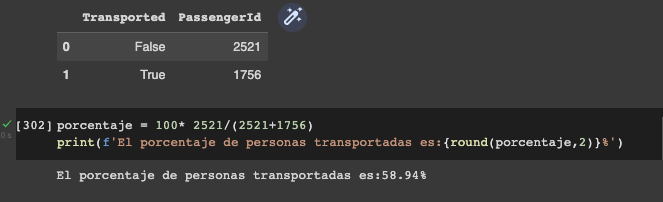 Transported PassengerId
0 False 2521
1 True 1756
[302] porcentaje = 100* 2521/(2521+1756)
0s print(f'El porcentaje de personas transportadas es:{round(porcentaje,2)}%')
El porcentaje de personas transportadas es:58.94%